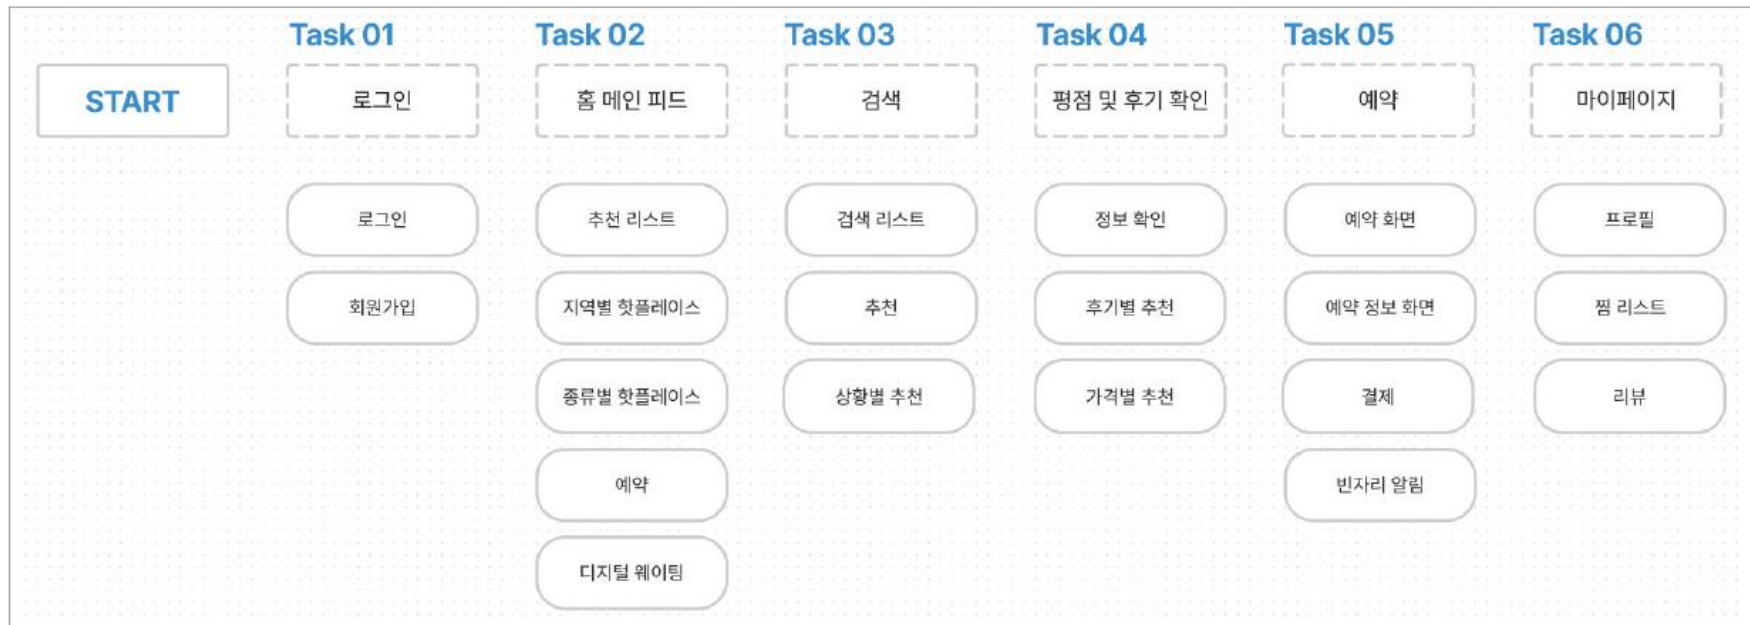 Task 01
Task 02
Task 03
Task 04
Task 05
Task 06
START
로그인
홈 메인 피드
검색
평점 및 후기 확인
예약
마이페이지
로그인
추천 리스트
검색 리스트
정보 확인
예약 화면
프로필
회원가입
지역별 핫플레이스
추천
후기별 추천
예약 정보 화면
찜 리스트
종류별 핫플레이스
상황별 추천
가격별 추천
결제
리뷰
예약
빈자리 알림
디지털 웨이팅